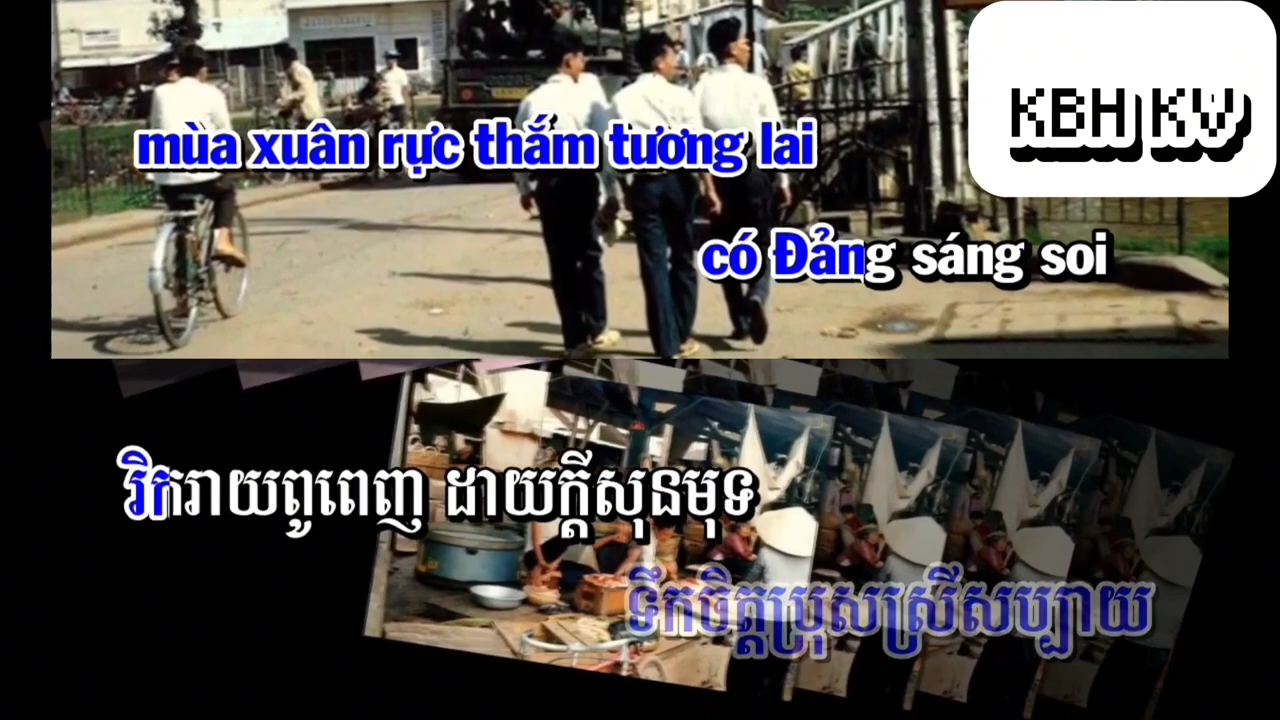 KBH KV
mùa xuân rực thắm tương lai
có Đảng sáng soi
រីករាយពូពេញ ដាយក្ដីសុនមុទ
ទឹកចិត្តប្រុសស្រីសប្បាយ